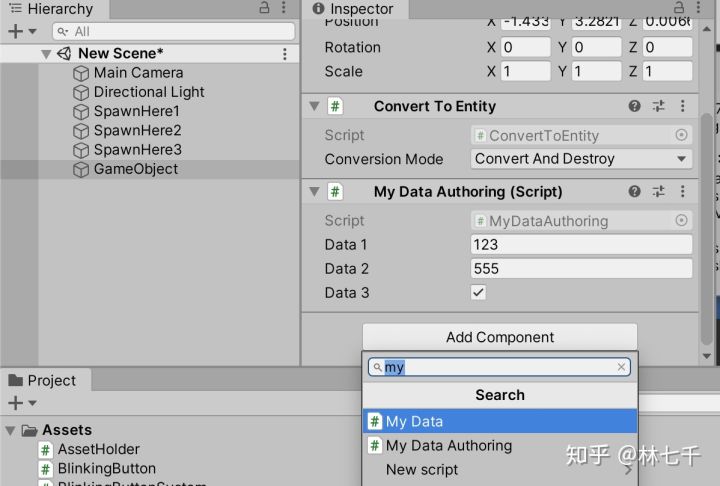 Hierarchy
All
New Scene*
Main Camera
Directional Light
SpawnHere1
SpawnHere2
SpawnHere3
GameObject
Inspector
Position X -1.433 Y 3.2821 Z 0.006
Rotation X 0 Y 0 Z 0
Scale X 1 Y 1 Z 1
# Convert To Entity
Script # ConvertToEntity
Conversion Mode Convert And Destroy
# My Data Authoring (Script)
Script # MyDataAuthoring
Data 1 123
Data 2 555
Data 3
Add Component
my
Search
# My Data
# My Data Authoring
New script
Project
Assets
# AssetHolder
# BlinkingButton
# BlinkingButtonSystem
知乎 @林七千